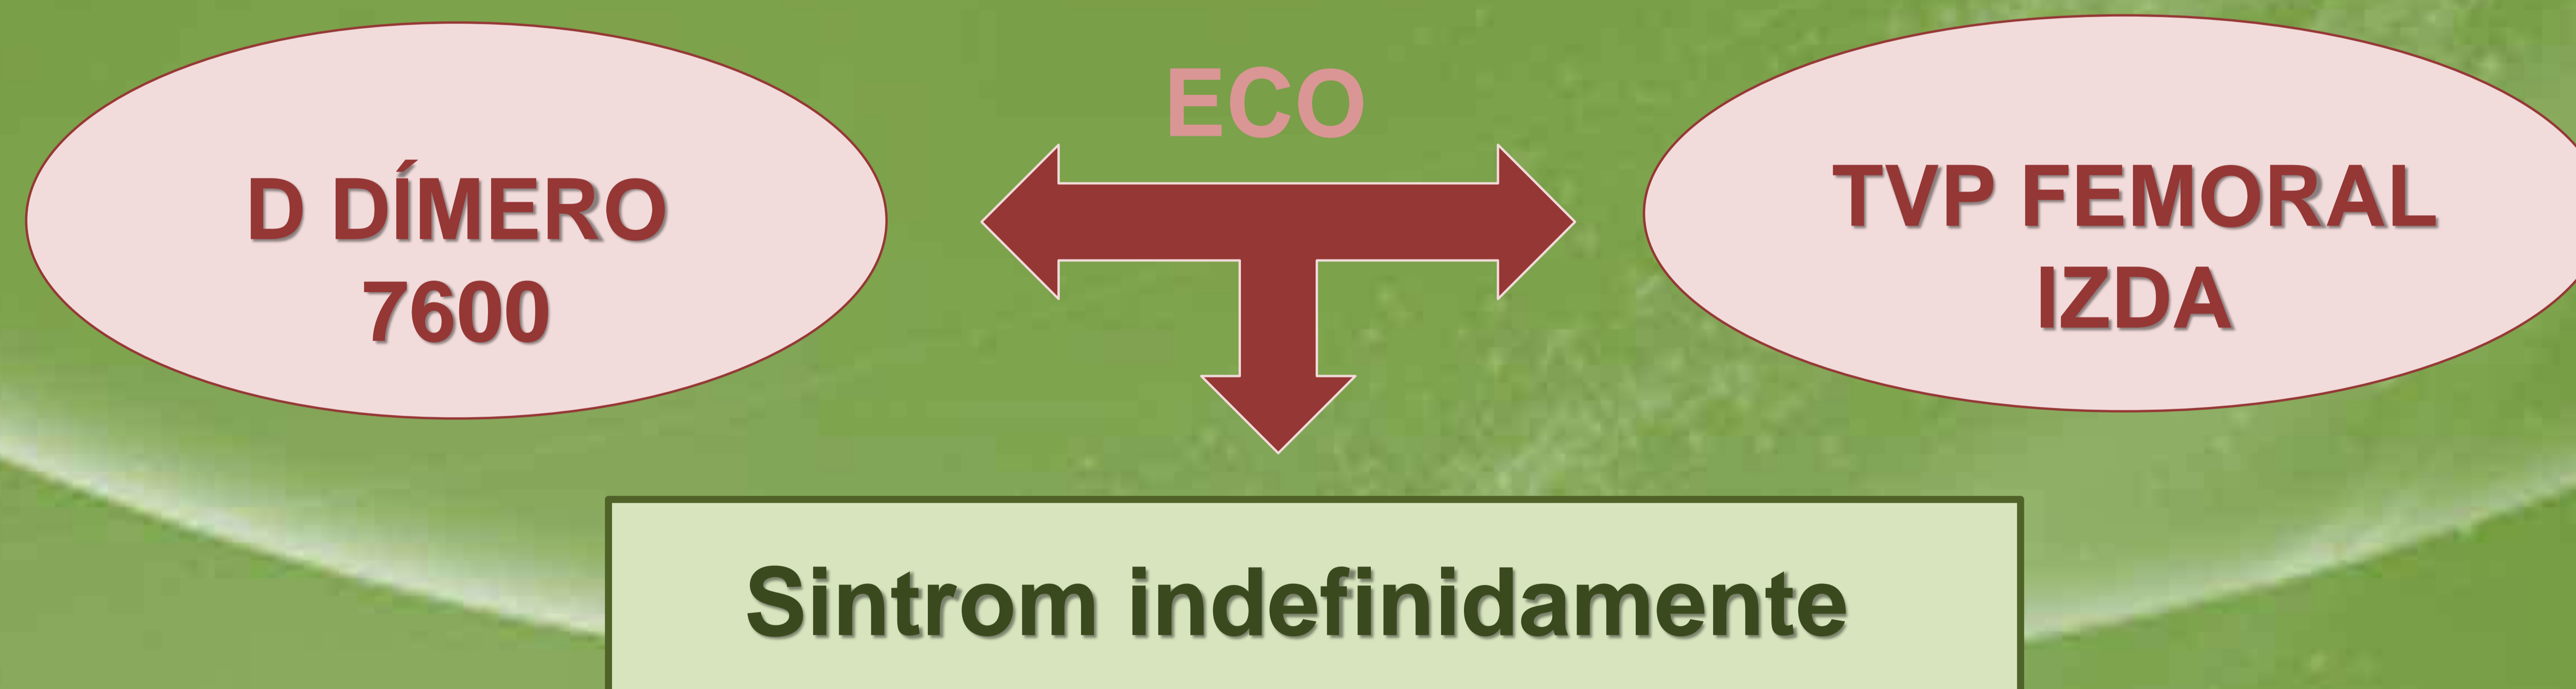 D DÍMERO
7600
ECO
TVP FEMORAL
IZDA
Sintrom indefinidamente